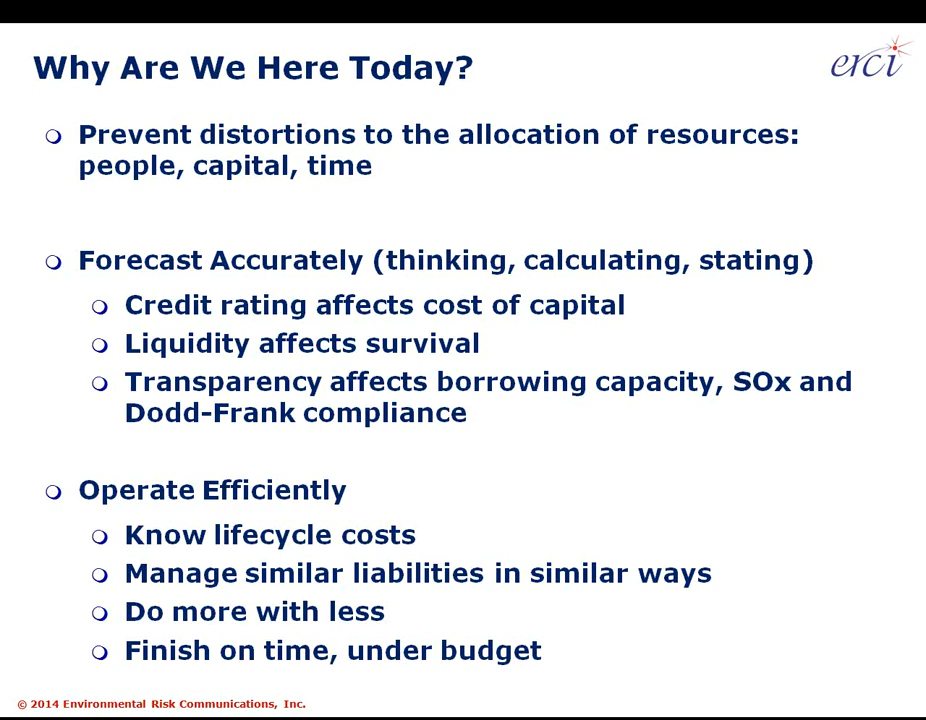 Why Are We Here Today?
erci
Prevent distortions to the allocation of resources:
people, capital, time
Forecast Accurately (thinking, calculating, stating)
Credit rating affects cost of capital
Liquidity affects survival
Transparency affects borrowing capacity, SOx and
Dodd-Frank compliance
Operate Efficiently
Know lifecycle costs
Manage similar liabilities in similar ways
Do more with less
Finish on time, under budget
© 2014 Environmental Risk Communications, Inc.